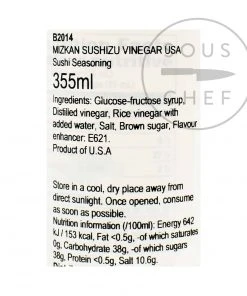 SOUS
CHEF
B2014
MIZKAN SUSHIZU VINEGAR USA
Sushi Seasoning
355ml
Ingredients: Glucose-fructose syrup,
Distilled vinegar, Rice vinegar with
added water, Salt, Brown sugar, Flavour
enhancer: E621.
Product of U.S.A
Store in a cool, dry place away from
direct sunlight. Once opened, consume
as soon as possible.
Nutrition information (/100ml): Energy 642
kJ / 153 kcal, Fat <0.5g, -of which saturates
0g, Carbohydrate 38g, -of which sugars
38g, Protein <0.5g, Salt 10.6g.